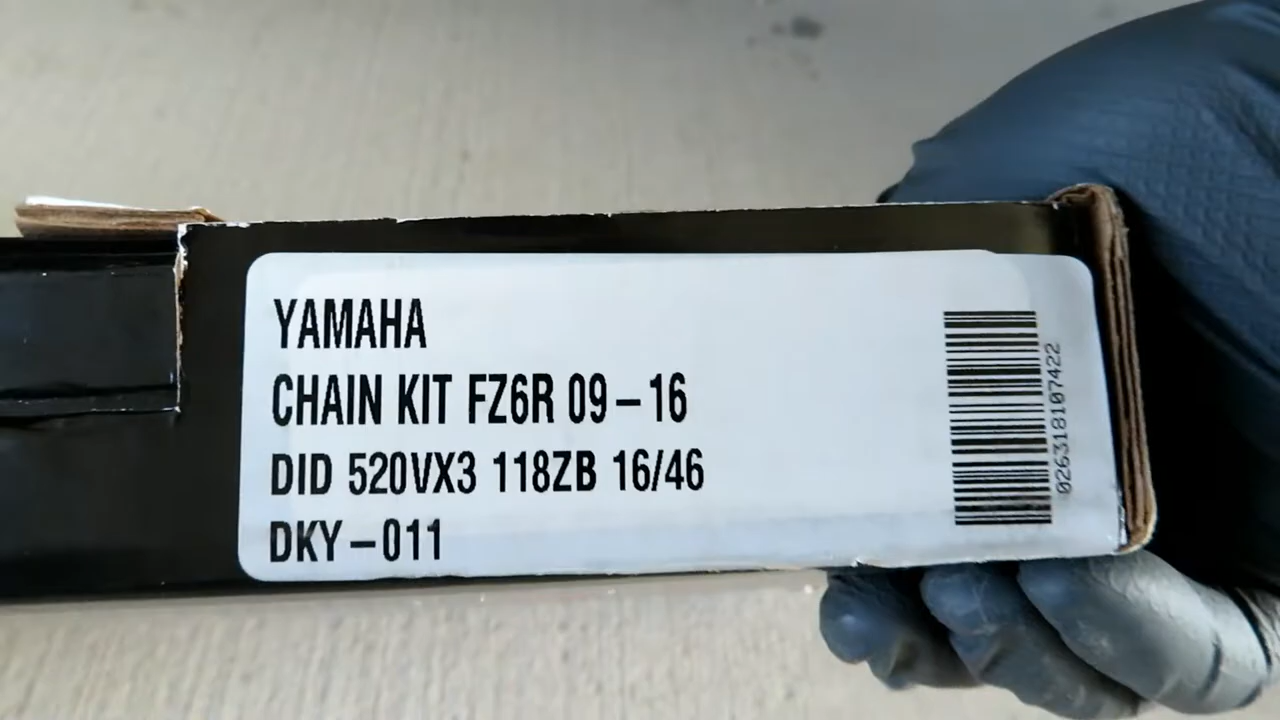 YAMAHA
CHAIN KIT FZ6R 09-16
DID 520VX3 118ZB 16/46
DKY-011
026318107422